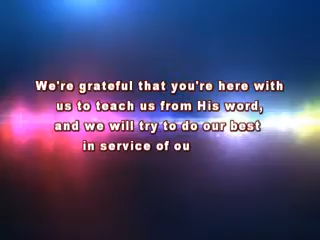 We're grateful that you're here with
us to teach us from His word,
and we will try to do our best
in service of ou